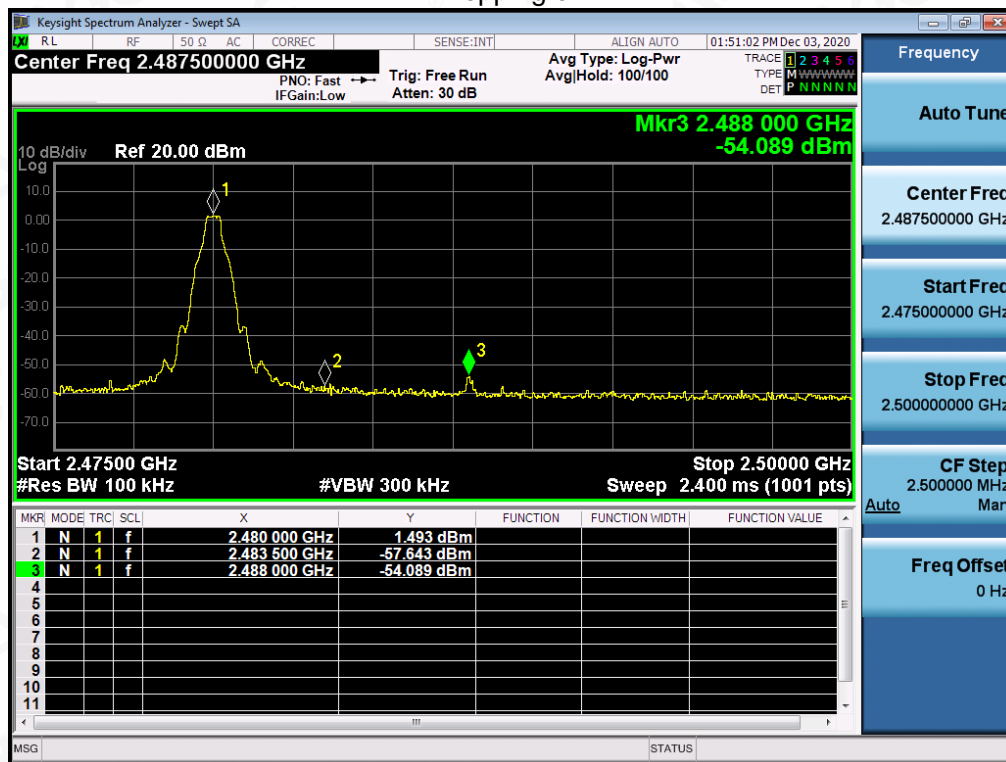 Keysight Spectrum Analyzer - Swept SA
LXI RL RF 50 Ω AC CORREC SENSE:INT ALIGN AUTO 01:51:02 PM Dec 03, 2020
Center Freq 2.487500000 GHz
PNO: Fast
IFGain:Low
Trig: Free Run
Atten: 30 dB
Avg Type: Log-Pwr
Avg|Hold: 100/100
TRACE 1 2 3 4 5 6
TYPE M WWWWW
DET P N N N N N
Mkr3 2.488 000 GHz
-54.089 dBm
10 dB/div Ref 20.00 dBm
Log
10.0
0.00
-10.0
-20.0
-30.0
-40.0
-50.0
-60.0
-70.0
1
2
3
Start 2.47500 GHz Stop 2.50000 GHz
#Res BW 100 kHz #VBW 300 kHz Sweep 2.400 ms (1001 pts)
MKR MODE TRC SCL X Y FUNCTION FUNCTION WIDTH FUNCTION VALUE
1 N 1 f 2.480 000 GHz 1.493 dBm
2 N 1 f 2.483 500 GHz -57.643 dBm
3 N 1 f 2.488 000 GHz -54.089 dBm
4
5
6
7
8
9
10
11
MSG STATUS
Frequency
Auto Tune
Center Freq
2.487500000 GHz
Start Freq
2.475000000 GHz
Stop Freq
2.500000000 GHz
CF Step
2.500000 MHz
Auto Man
Freq Offset
0 Hz